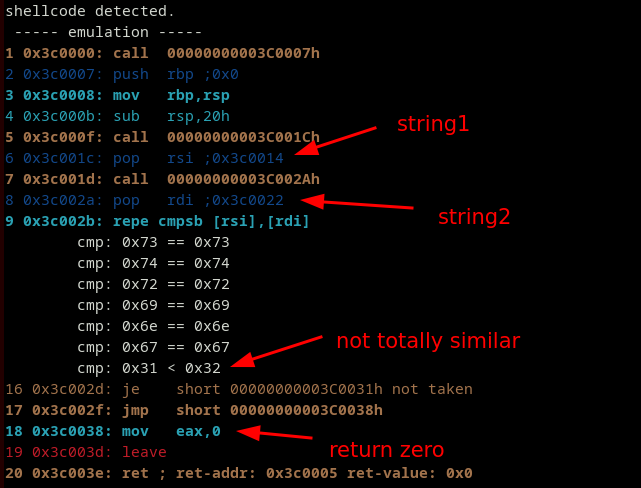 shellcode detected.
----- emulation -----
1 0x3c0000: call  00000000003C0007h
2 0x3c0007: push  rbp ;0x0
3 0x3c0008: mov   rbp,rsp
4 0x3c000b: sub   rsp,20h
5 0x3c000f: call  00000000003C001Ch
string1
6 0x3c001c: pop   rsi ;0x3c0014
7 0x3c001d: call  00000000003C002Ah
8 0x3c002a: pop   rdi ;0x3c0022
string2
9 0x3c002b: repe cmpsb [rsi],[rdi]
cmp: 0x73 == 0x73
cmp: 0x74 == 0x74
cmp: 0x72 == 0x72
cmp: 0x69 == 0x69
cmp: 0x6e == 0x6e
cmp: 0x67 == 0x67
not totally similar
cmp: 0x31 < 0x32
16 0x3c002d: je    short 00000000003C0031h not taken
17 0x3c002f: jmp   short 00000000003C0038h
18 0x3c0038: mov   eax,0
return zero
19 0x3c003d: leave
20 0x3c003e: ret ; ret-addr: 0x3c0005 ret-value: 0x0